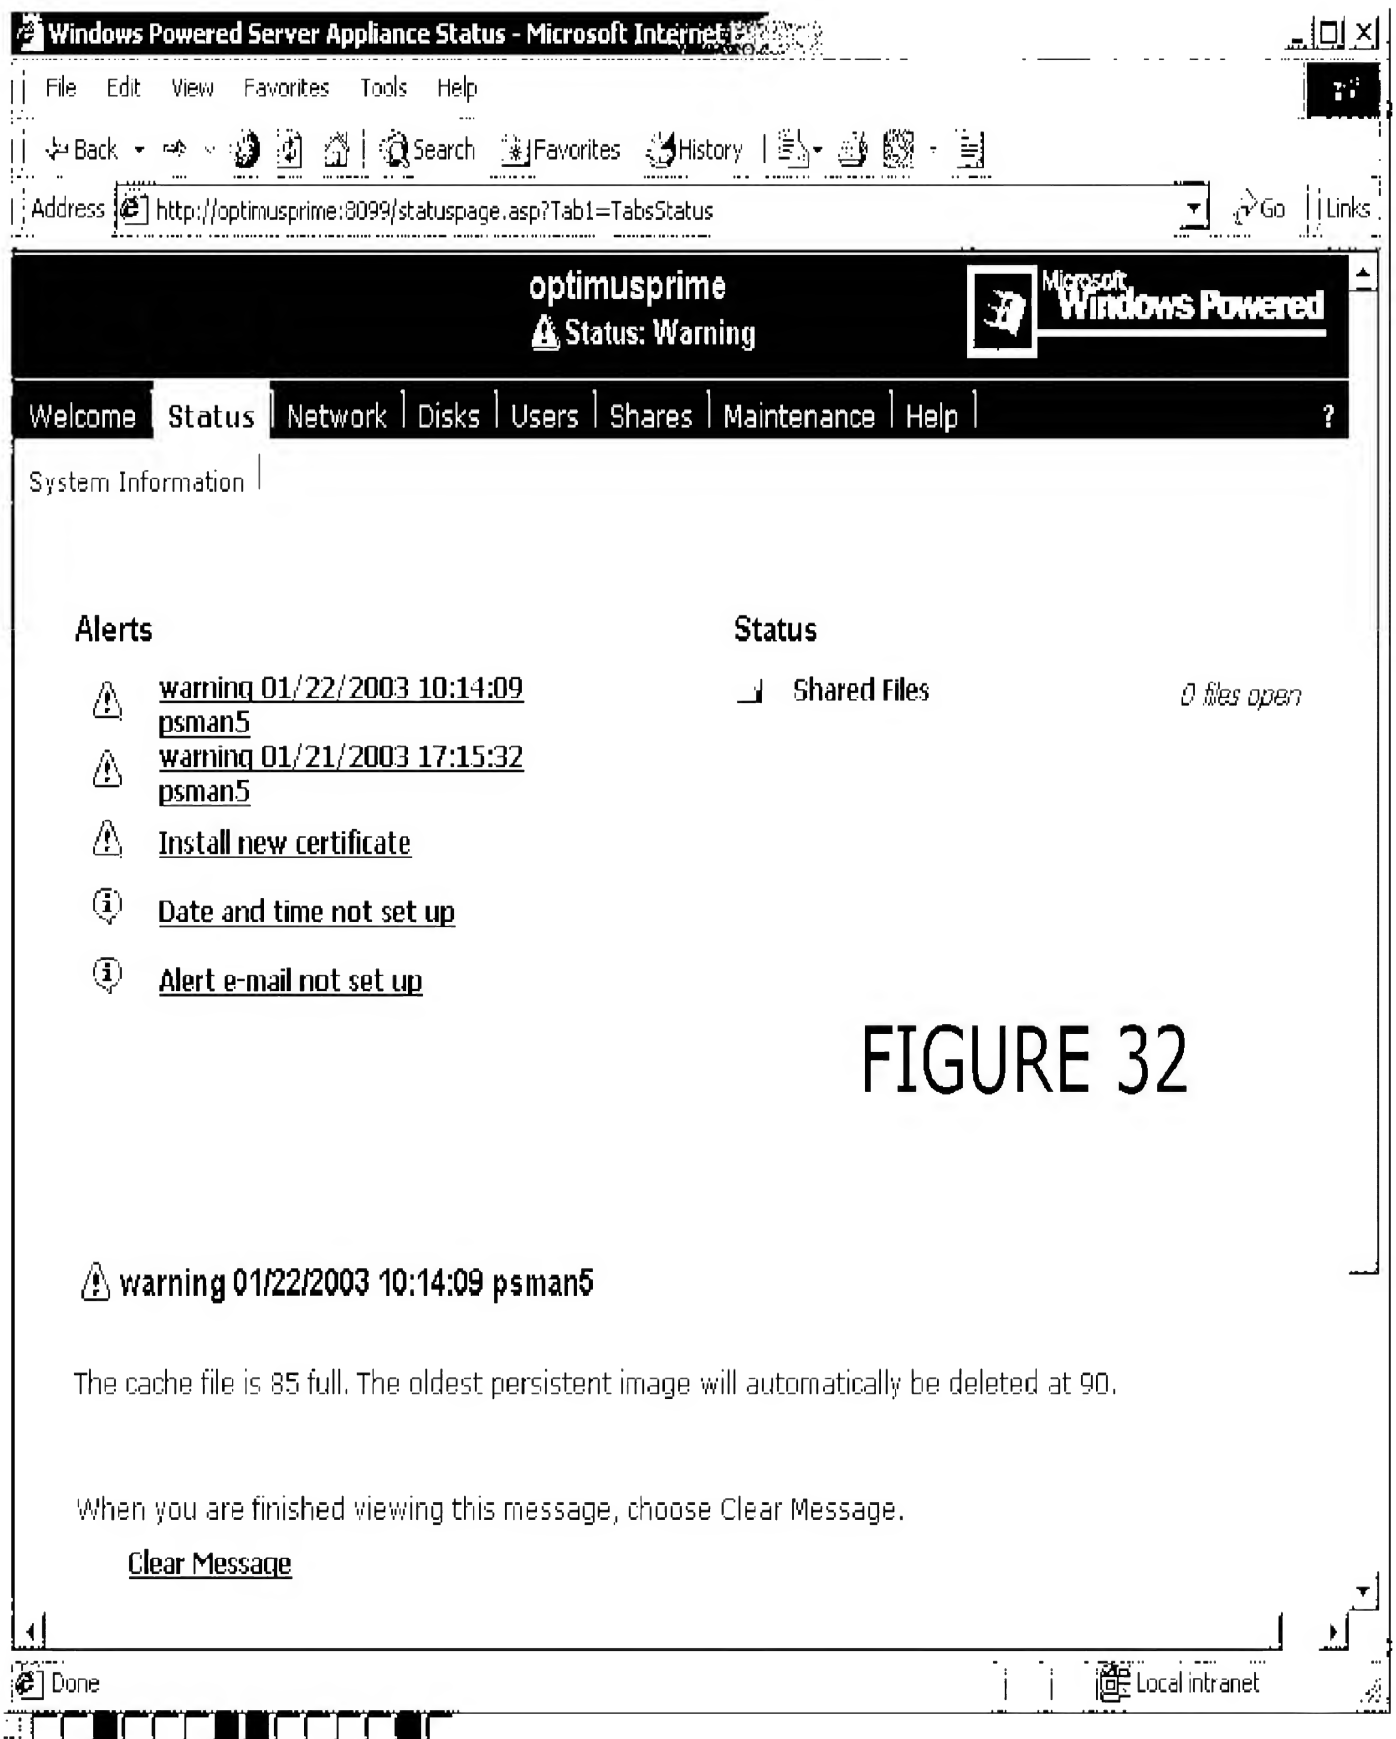 Windows Powered Server Appliance Status - Microsoft Internet
File Edit View Favorites Tools Help
Back Search Favorites History
Address http://optimusprime:8099/statuspage.asp?Tab1=TabsStatus Go Links
optimusprime
Status: Warning
Microsoft
Windows Powered
Welcome Status Network Disks Users Shares Maintenance Help ?
System Information
Alerts
warning 01/22/2003 10:14:09
psman5
warning 01/21/2003 17:15:32
psman5
Install new certificate
Date and time not set up
Alert e-mail not set up
Status
Shared Files 0 files open
FIGURE 32
warning 01/22/2003 10:14:09 psman5
The cache file is 85 full. The oldest persistent image will automatically be deleted at 90.
When you are finished viewing this message, choose Clear Message.
Clear Message
Done Local intranet